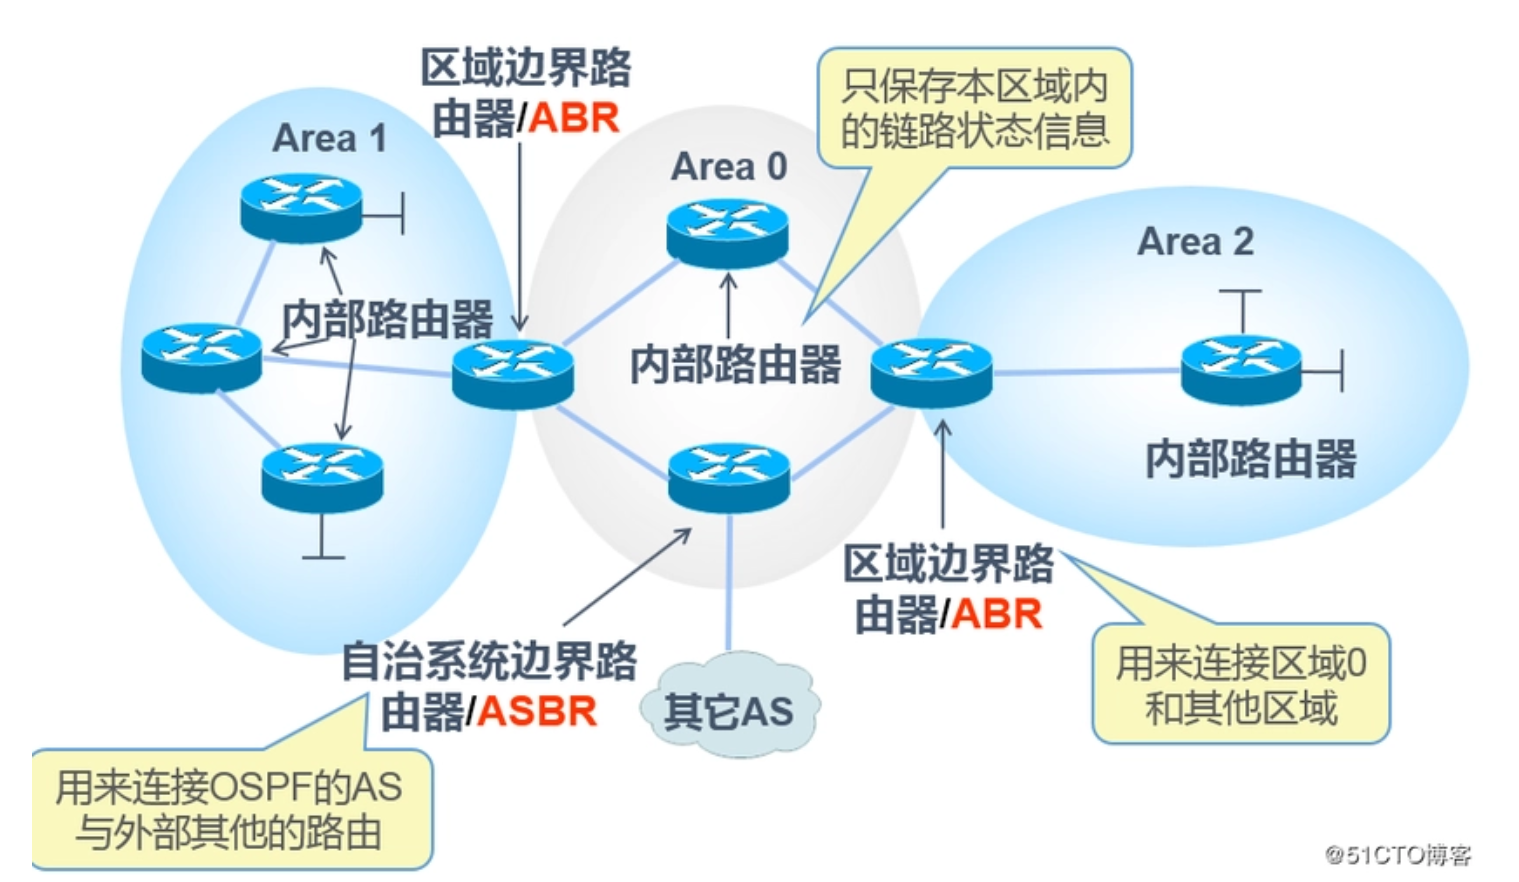 区域边界路
由器/ABR
只保存本区域内
的链路状态信息
Area 1
Area 0
Area 2
内部路由器
内部路由器
内部路由器
区域边界路
由器/ABR
自治系统边界路
由器/ASBR
其它AS
用来连接区域0
和其他区域
用来连接OSPF的AS
与外部其他的路由
@51CTO博客